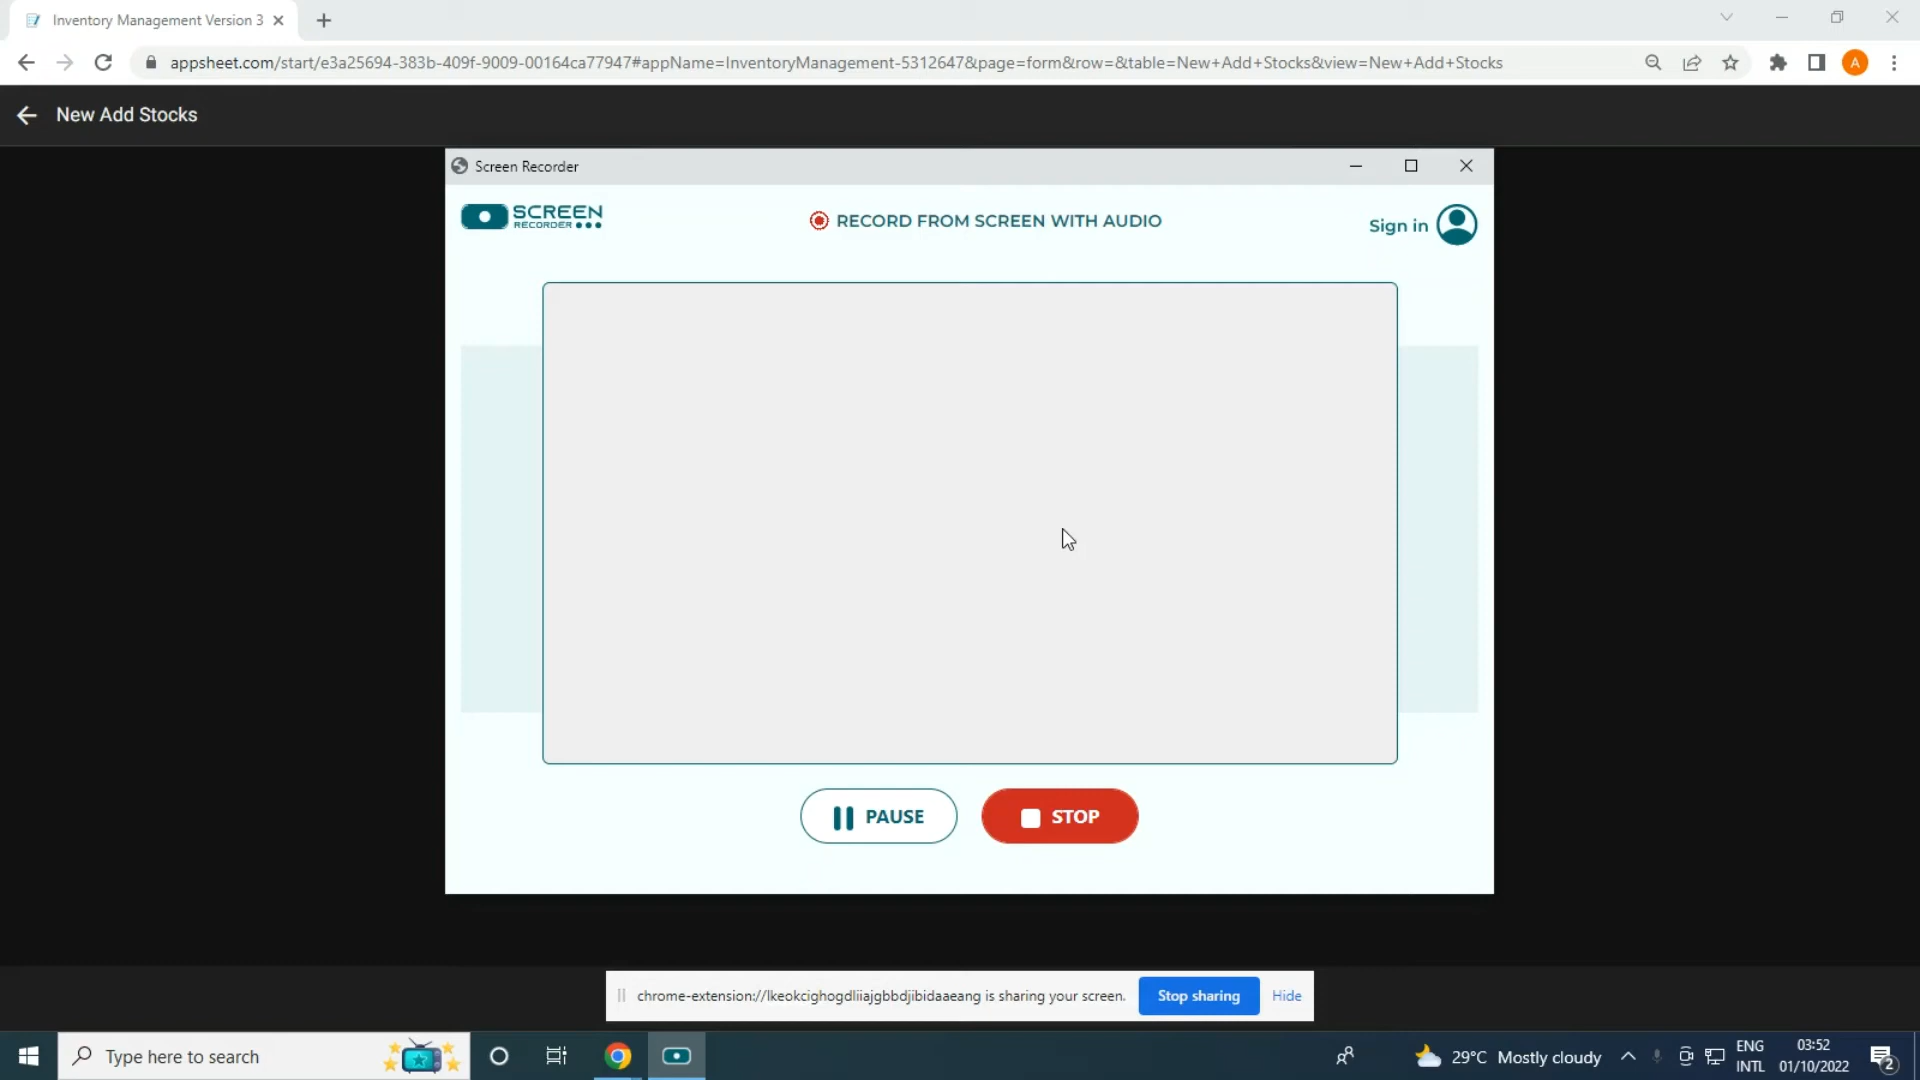 Inventory Management Version 3
appsheet.com/start/e3a25694-383b-409f-9009-00164ca77947#appName=InventoryManagement-5312647&page=form&row=&table=New+Add+Stocks&view=New+Add+Stocks
A
New Add Stocks
Screen Recorder
SCREEN
RECORDER
RECORD FROM SCREEN WITH AUDIO
Sign in
PAUSE
STOP
chrome-extension://lkeokcighogdliiajgbbdjibidaaeang is sharing your screen.
Stop sharing
Hide
Type here to search
29°C Mostly cloudy
ENG
INTL
03:52
01/10/2022
2